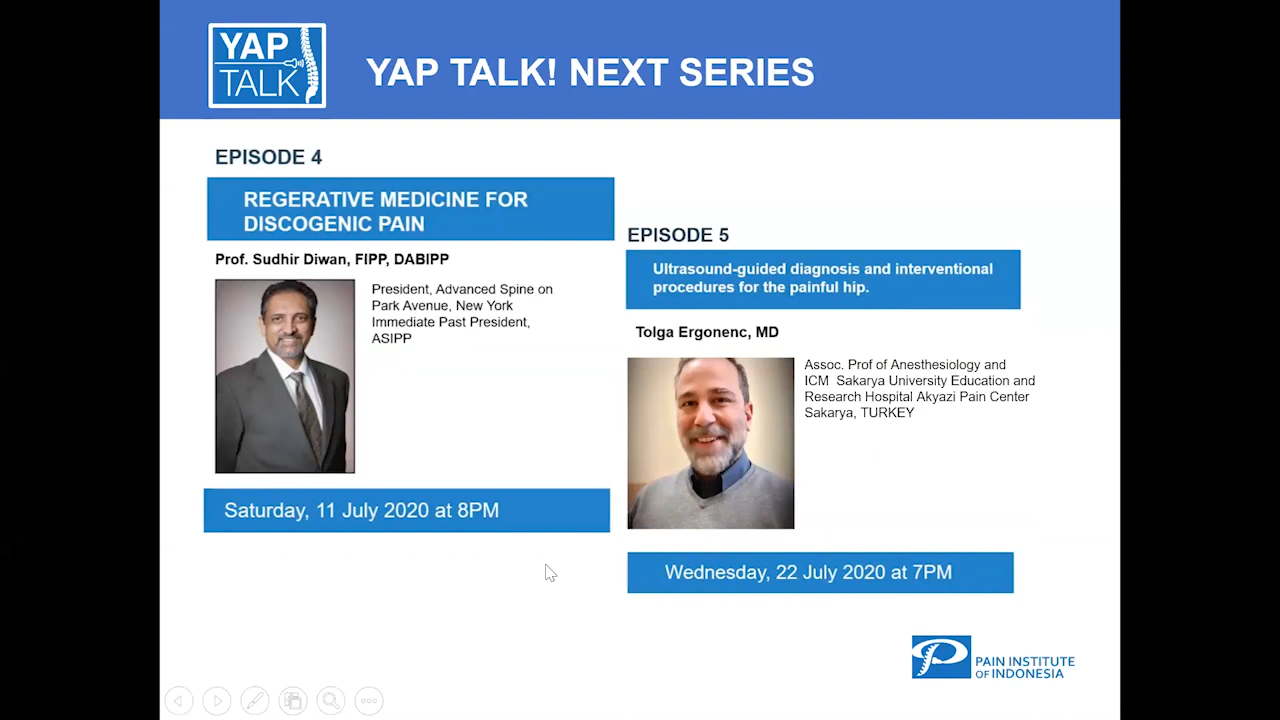 YAP
TALK
YAP TALK! NEXT SERIES
EPISODE 4
REGERATIVE MEDICINE FOR
DISCOGENIC PAIN
Prof. Sudhir Diwan, FIPP, DABIPP
President, Advanced Spine on
Park Avenue, New York
Immediate Past President,
ASIPP
Saturday, 11 July 2020 at 8PM
EPISODE 5
Ultrasound-guided diagnosis and interventional
procedures for the painful hip.
Tolga Ergonenc, MD
Assoc. Prof of Anesthesiology and
ICM Sakarya University Education and
Research Hospital Akyazi Pain Center
Sakarya, TURKEY
Wednesday, 22 July 2020 at 7PM
PAIN INSTITUTE
OF INDONESIA